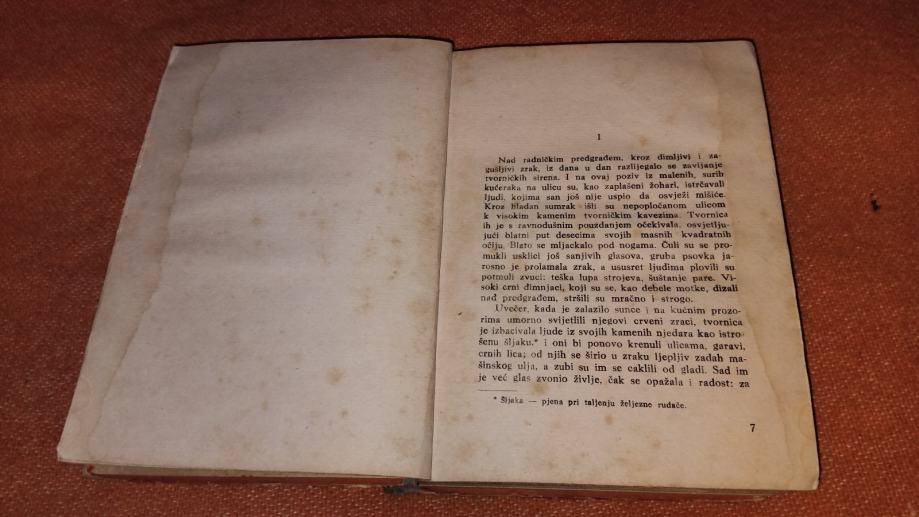 I
Nad radničkim predgrađem, kroz dimljivi i za-
gušljivi zrak, iz dana u dan razlijegalo se zavijanje
tvorničkih sirena. I na ovaj poziv iz malenih, surih
kućeraka na ulicu su, kao zaplašeni žohari, istrčavali
ljudi, kojima san još nije uspio da osvježi mišiće.
Kroz hladan sumrak išli su nepopločanom ulicom
k visokim kamenim tvorničkim kavezima. Tvornica
ih je s ravnodušnim pouzdanjem očekivala, osvjetlju-
jući blatni put desecima svojih masnih kvadratnih
očiju. Blato se mljackalo pod nogama. Čuli su se pro-
mukli usklici još sanjivih glasova, gruba psovka ja-
rosno je prolamala zrak, a ususret ljudima plovili su
potmuli zvuci: teška lupa strojeva, šuštanje pare. Vi-
soki crni dimnjaci, koji su se, kao debele motke, dizali
nad predgrađem, stršili su mračno i strogo.
Uvečer, kada je zalazilo sunce i na kućnim prozo-
rima umorno svijetlili njegovi crveni zraci, tvornica
je izbacivala ljude iz svojih kamenih njedara kao istro-
šenu šljaku.* i oni bi ponovo krenuli ulicama, garavi,
crnih lica; od njih se širio u zraku ljepljiv zadah ma-
šinskog ulja, a zubi su im se caklili od gladi. Sad im
je već glas zvonio življe, čak se opažala i radost: za
* Šljaka — pjena pri taljenju željezne rudače.
7